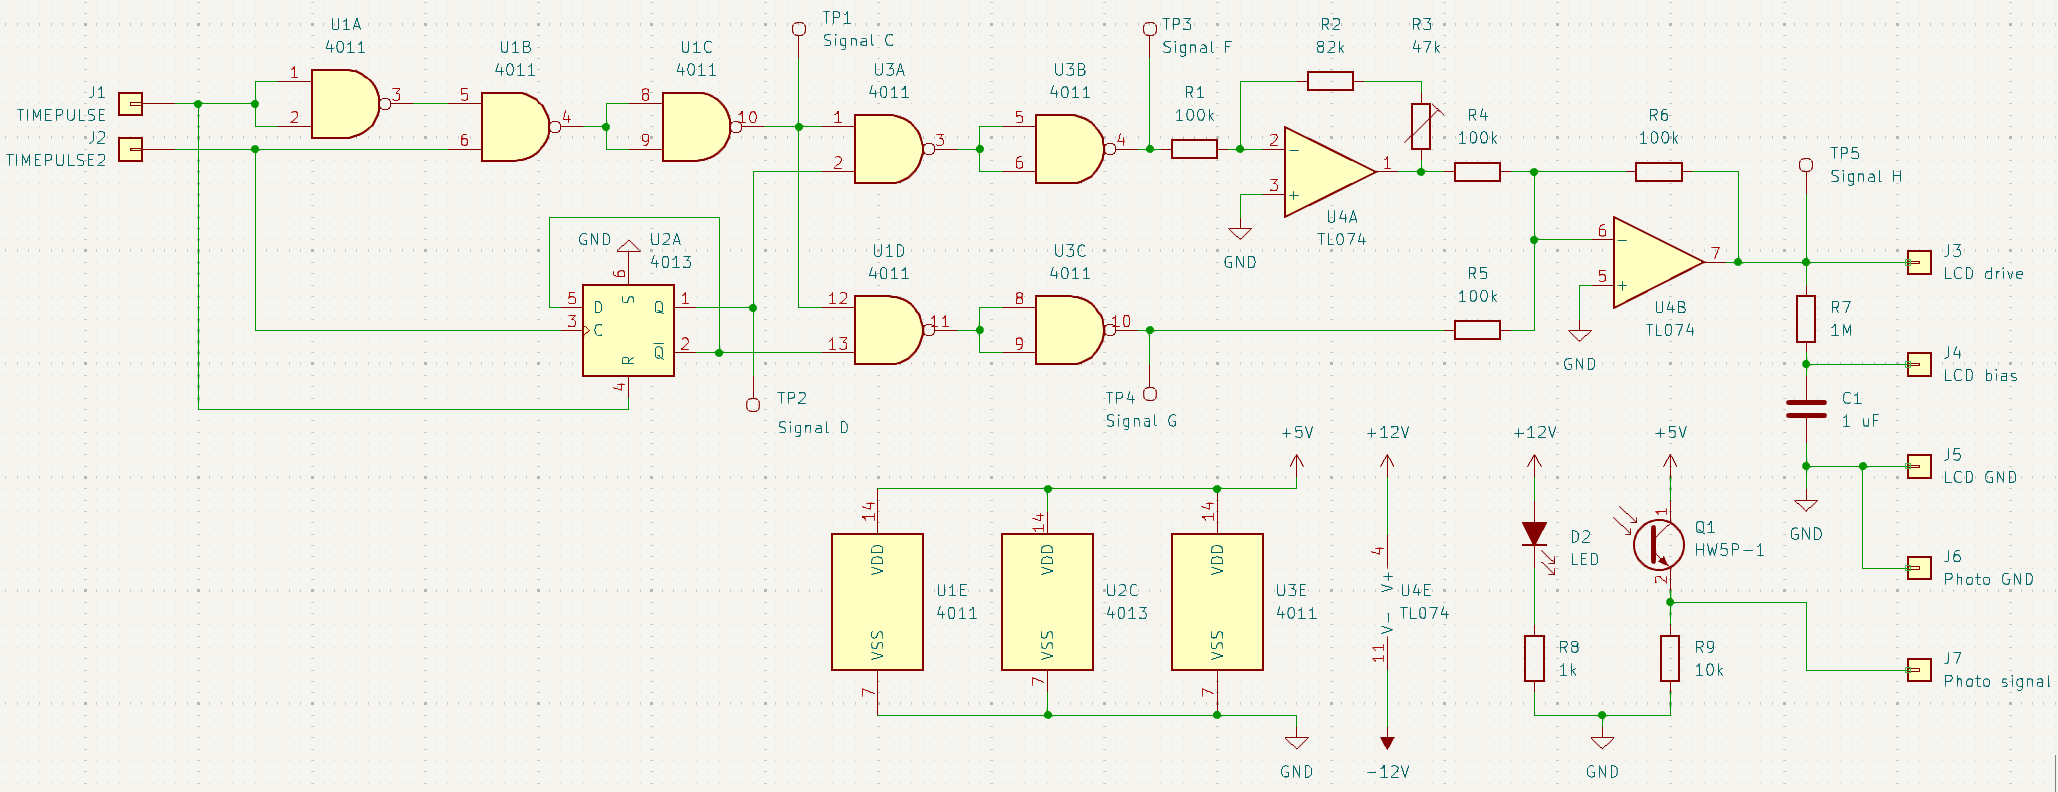 J1
TIMEPULSE
J2
TIMEPULSE2
U1A
4011
1
2
3
U1B
4011
5
6
4
U1C
4011
8
9
10
TP1
Signal C
U3A
4011
1
2
3
U3B
4011
5
6
4
TP3
Signal F
R1
100k
R2
82k
R3
47k
2
3
1
−
+
U4A
TL074
GND
R4
100k
R6
100k
TP5
Signal H
GND
U2A
4013
6
S
5
D
3
C
Q
1
Q̅
2
R
4
TP2
Signal D
U1D
4011
12
13
11
U3C
4011
8
9
10
TP4
Signal G
R5
100k
6
5
7
−
+
U4B
TL074
GND
J3
LCD drive
R7
1M
J4
LCD bias
C1
1 uF
J5
LCD GND
GND
J6
Photo GND
J7
Photo signal
+5V
14
VDD
VSS
7
U1E
4011
14
VDD
VSS
7
U2C
4013
14
VDD
VSS
7
U3E
4011
GND
+12V
4
V+
V−
11
U4E
TL074
−12V
+12V
D2
LED
R8
1k
+5V
1
2
Q1
HW5P−1
R9
10k
GND